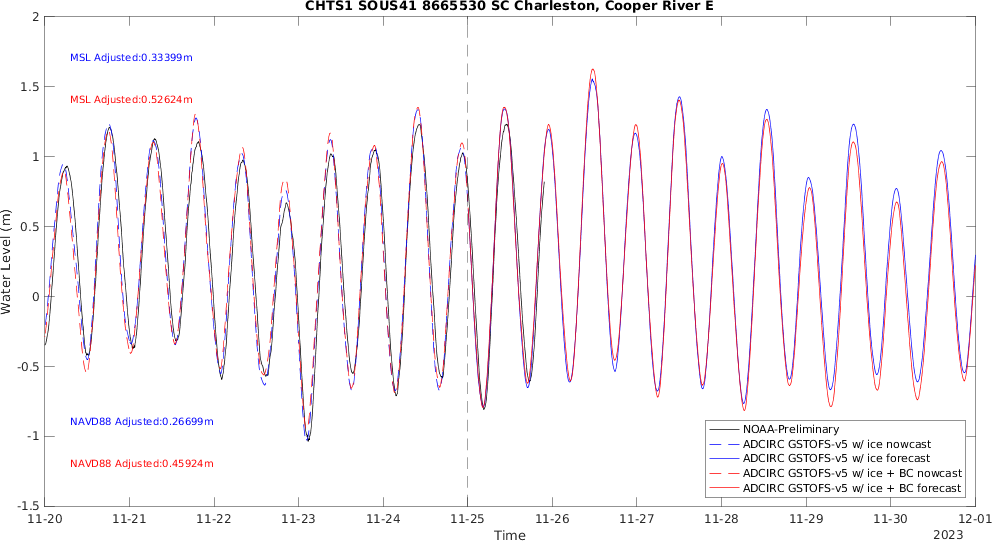 CHTS1 SOUS41 8665530 SC Charleston, Cooper River E
2
1.5
1
0.5
0
-0.5
-1
-1.5
Water Level (m)
MSL Adjusted:0.33399m
MSL Adjusted:0.52624m
NAVD88 Adjusted:0.26699m
NAVD88 Adjusted:0.45924m
NOAA-Preliminary
ADCIRC GSTOFS-v5 w/ ice nowcast
ADCIRC GSTOFS-v5 w/ ice forecast
ADCIRC GSTOFS-v5 w/ ice + BC nowcast
ADCIRC GSTOFS-v5 w/ ice + BC forecast
11-20 11-21 11-22 11-23 11-24 11-25 11-26 11-27 11-28 11-29 11-30 12-01
Time
2023